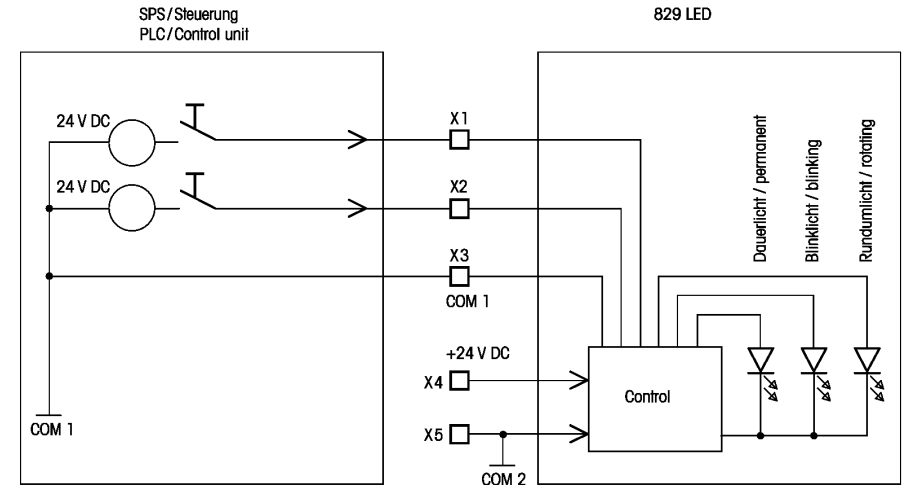 SPS/Steuerung
PLC/Control unit
829 LED
24 V DC
X1
24 V DC
X2
X3
COM 1
+24 V DC
X4
X5
COM 2
COM 1
Control
Dauerlicht / permanent
Blinklicht / blinking
Rundumlicht / rotating